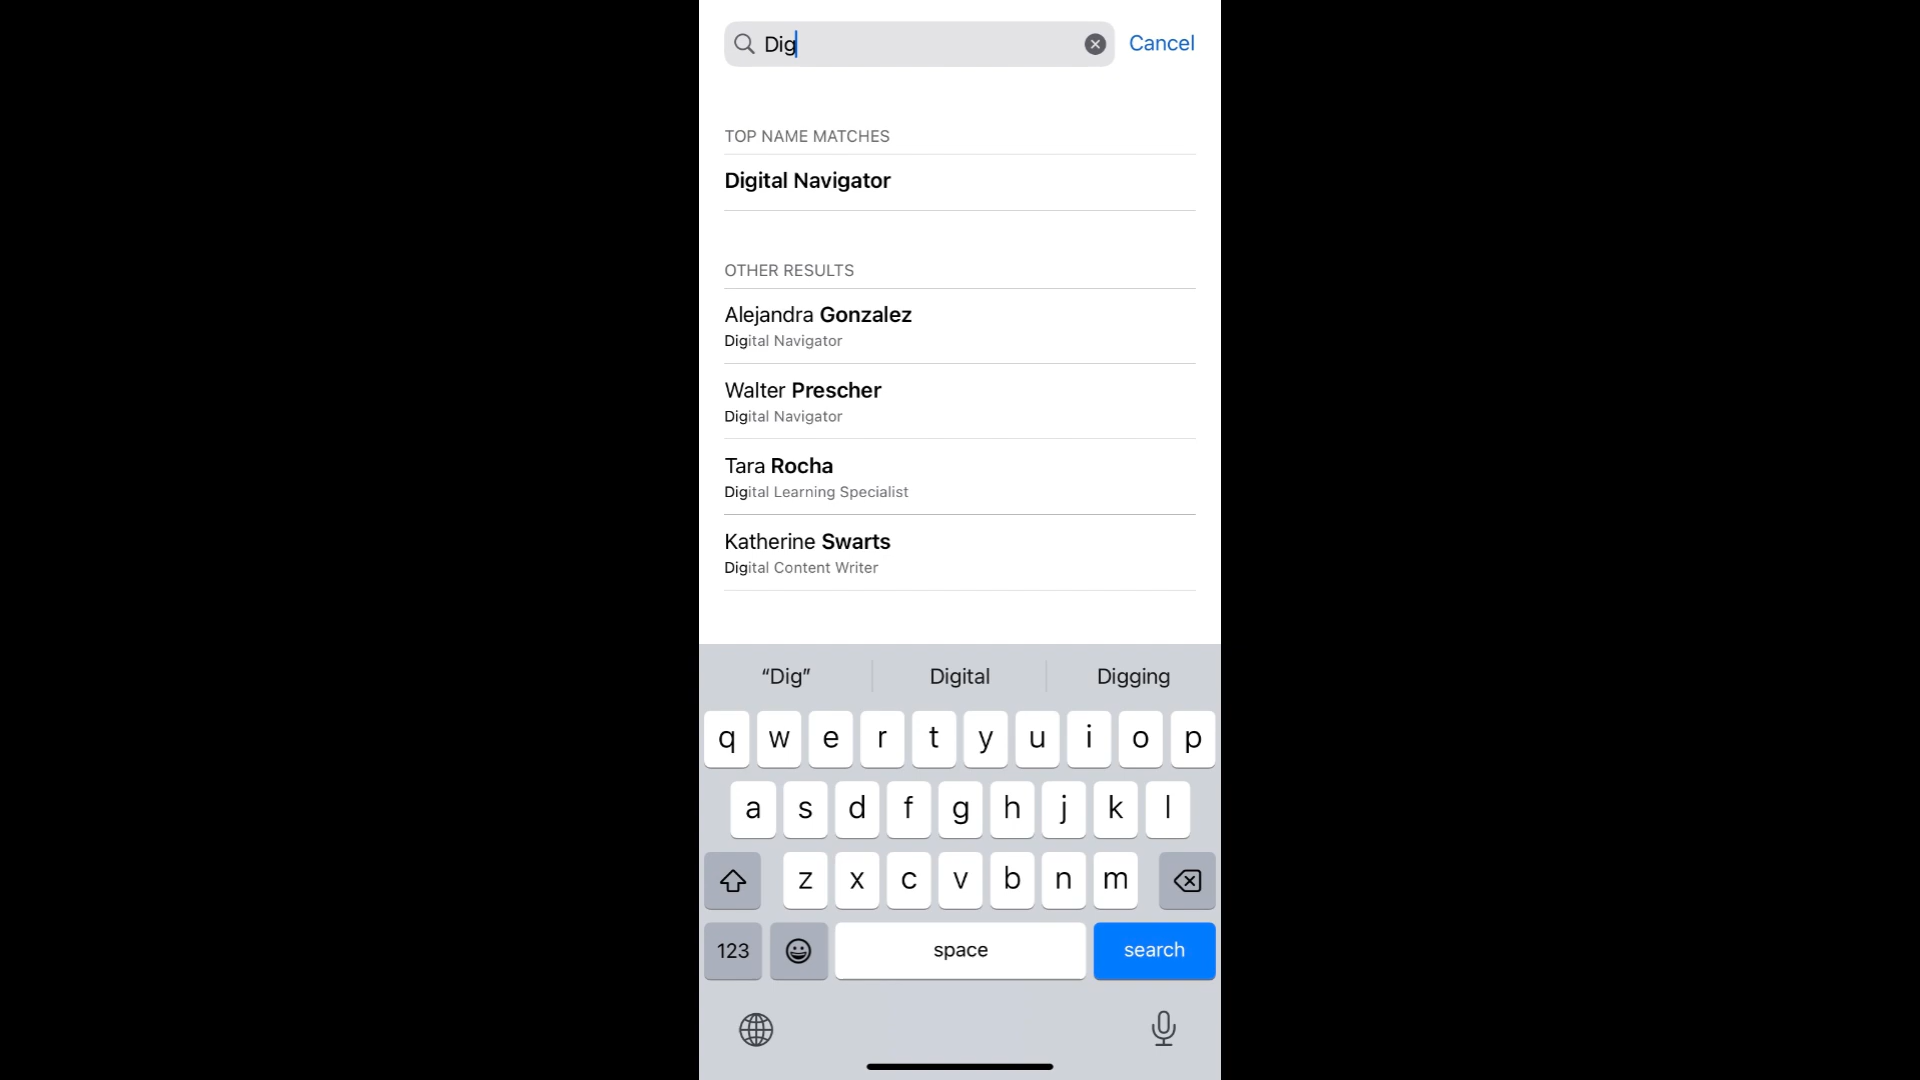 Dig
Cancel
TOP NAME MATCHES
Digital Navigator
OTHER RESULTS
Alejandra Gonzalez
Digital Navigator
Walter Prescher
Digital Navigator
Tara Rocha
Digital Learning Specialist
Katherine Swarts
Digital Content Writer
“Dig” Digital Digging
q w e r t y u i o p
a s d f g h j k l
z x c v b n m
123 space search